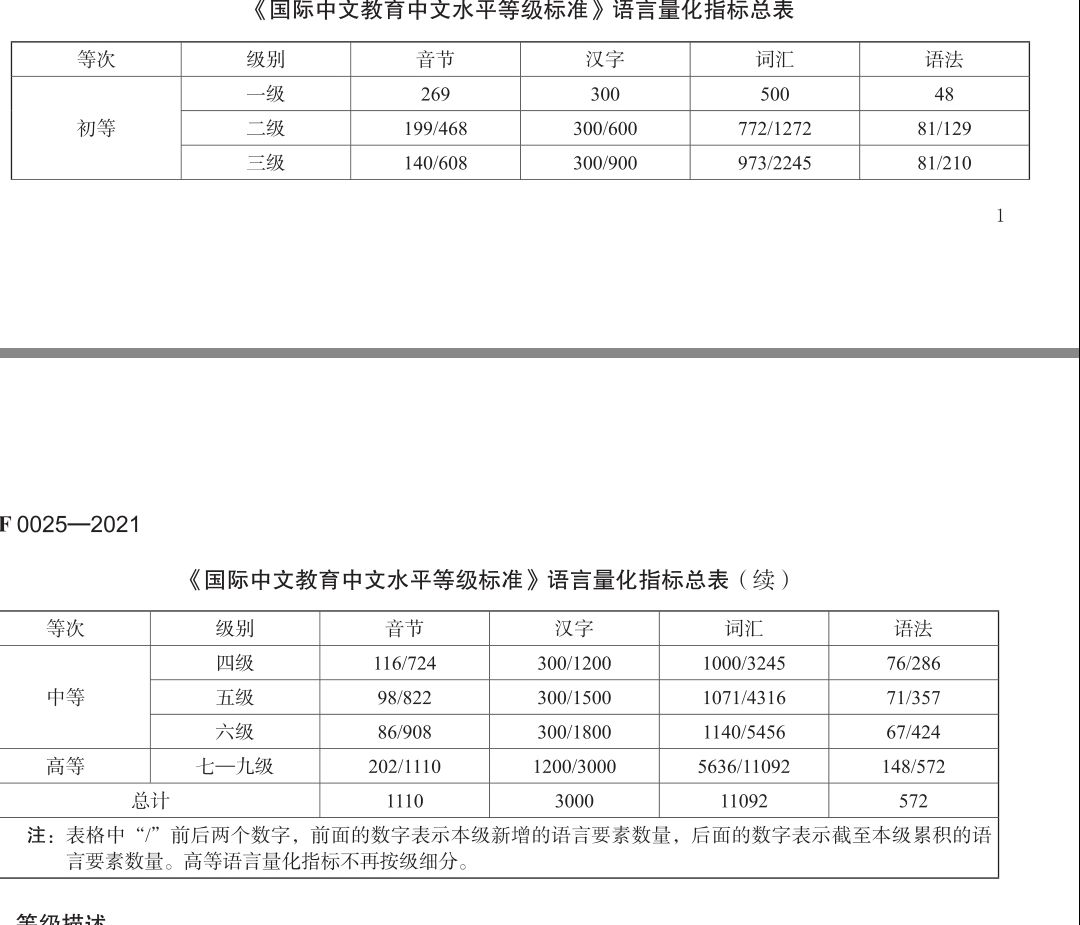 《国际中文教育中文水平等级标准》语言量化指标总表
等次 级别 音节 汉字 词汇 语法
初等
一级 269 300 500 48
二级 199/468 300/600 772/1272 81/129
三级 140/608 300/900 973/2245 81/210
1
F 0025—2021
《国际中文教育中文水平等级标准》语言量化指标总表（续）
等次 级别 音节 汉字 词汇 语法
中等
四级 116/724 300/1200 1000/3245 76/286
五级 98/822 300/1500 1071/4316 71/357
六级 86/908 300/1800 1140/5456 67/424
高等 七—九级 202/1110 1200/3000 5636/11092 148/572
总计 1110 3000 11092 572
注：表格中“/”前后两个数字，前面的数字表示本级新增的语言要素数量，后面的数字表示截至本级累积的语
言要素数量。高等语言量化指标不再按级细分。
等级描述